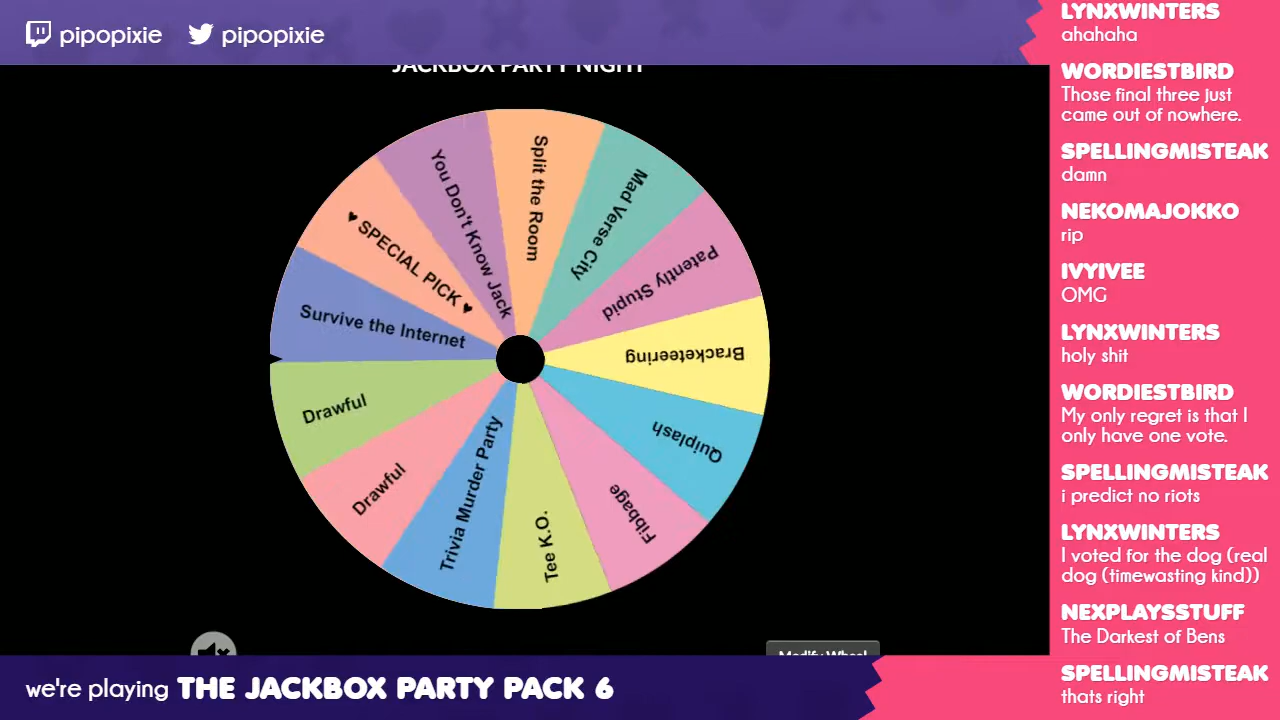 pipopixie pipopixie
JACKBOX PARTY NIGHT
Split the Room
Mad Verse City
Patently Stupid
Bracketeering
Quiplash
Fibbage
Tee K.O.
Trivia Murder Party
Drawful
Drawful
Survive the Internet
♥ SPECIAL PICK ♥
You Don't Know Jack
Modify Wheel
we're playing THE JACKBOX PARTY PACK 6
LYNXWINTERS
ahahaha
WORDIESTBIRD
Those final three just
came out of nowhere.
SPELLINGMISTEAK
damn
NEKOMAJOKKO
rip
IVYIVEE
OMG
LYNXWINTERS
holy shit
WORDIESTBIRD
My only regret is that I
only have one vote.
SPELLINGMISTEAK
i predict no riots
LYNXWINTERS
I voted for the dog (real
dog (timewasting kind))
NEXPLAYSSTUFF
The Darkest of Bens
SPELLINGMISTEAK
thats right